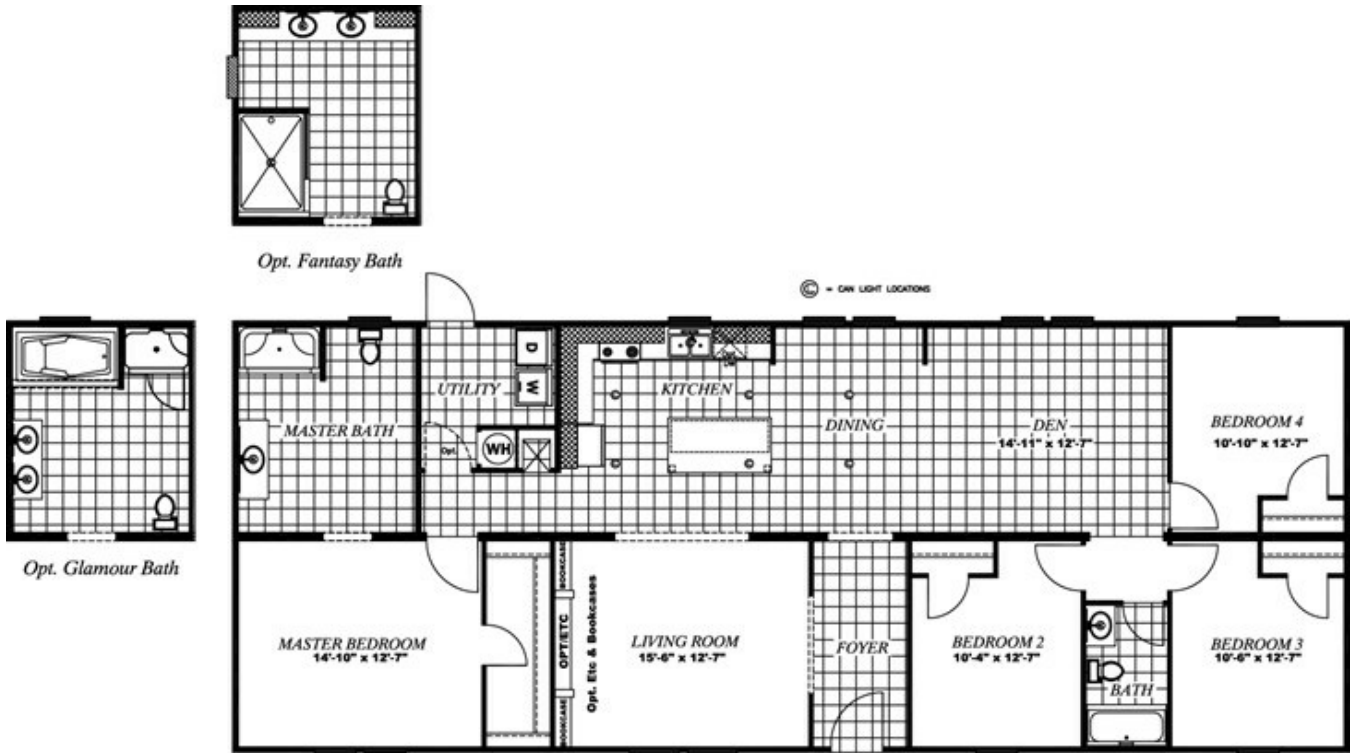 Opt. Fantasy Bath
C = CAN LIGHT LOCATIONS
Opt. Glamour Bath
MASTER BATH
UTILITY
D
W
Opt.
WH
KITCHEN
DINING
DEN
14'-11" x 12'-7"
BEDROOM 4
10'-10" x 12'-7"
MASTER BEDROOM
14'-10" x 12'-7"
BOOKCASE
OPT/ETC
BOOKCASE
Opt. Etc & Bookcases
LIVING ROOM
15'-6" x 12'-7"
FOYER
BEDROOM 2
10'-4" x 12'-7"
BATH
BEDROOM 3
10'-6" x 12'-7"